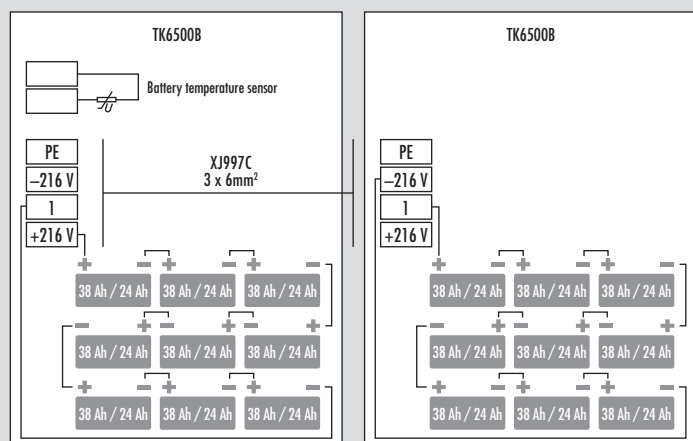 TK6500B
Battery temperature sensor
PE
–216 V
1
+216 V
XJ997C
3 x 6mm²
+ – + – + –
38 Ah / 24 Ah 38 Ah / 24 Ah 38 Ah / 24 Ah
– + – + – +
38 Ah / 24 Ah 38 Ah / 24 Ah 38 Ah / 24 Ah
+ – + – + –
38 Ah / 24 Ah 38 Ah / 24 Ah 38 Ah / 24 Ah
TK6500B
PE
–216 V
1
+216 V
+ – + – + –
38 Ah / 24 Ah 38 Ah / 24 Ah 38 Ah / 24 Ah
– + – + – +
38 Ah / 24 Ah 38 Ah / 24 Ah 38 Ah / 24 Ah
+ – + – + –
38 Ah / 24 Ah 38 Ah / 24 Ah 38 Ah / 24 Ah